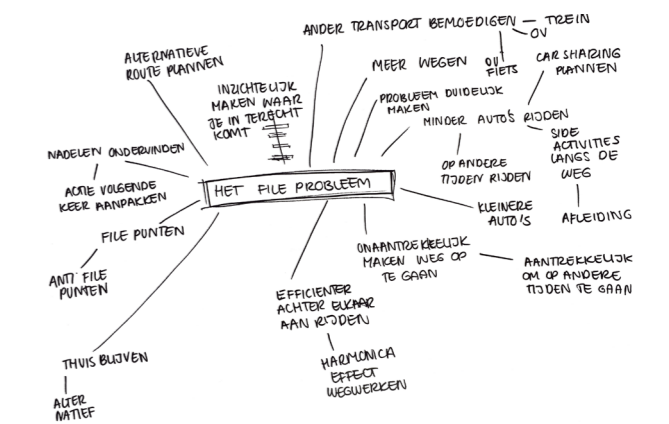 ANDER TRANSPORT BEMOEDIGEN — TREIN
OV
OV
FIETS
ALTERNATIEVE
ROUTE PLANNEN
INZICHTELIJK
MAKEN WAAR
JE IN TERECHT
KOMT
MEER WEGEN
CAR SHARING
PLANNEN
PROBLEEM DUIDELIJK
MAKEN
MINDER AUTO'S RIJDEN
SIDE
ACTIVITIES
LANGS DE
WEG
AFLEIDING
OP ANDERE
TIJDEN RIJDEN
NADELEN ONDERVINDEN
ACTIE VOLGENDE
KEER AANPAKKEN
HET FILE PROBLEEM
KLEINERE
AUTO'S
FILE PUNTEN
ANTI FILE
PUNTEN
ONAANTREKKELIJK
MAKEN WEG OP
TE GAAN
AANTREKKELIJK
OM OP ANDERE
TIJDEN TE GAAN
EFFICIENTER
ACHTER ELKAAR
AAN RIJDEN
HARMONICA
EFFECT
WEGWERKEN
THUIS BLIJVEN
ALTER
NATIEF